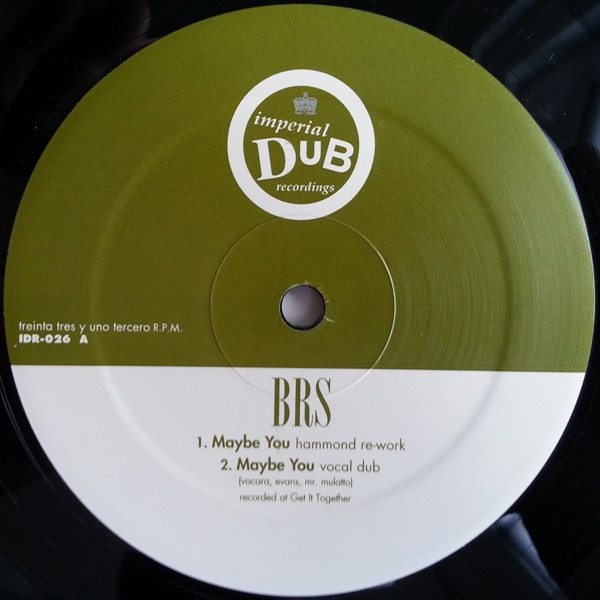 imperial
DUB
recordings
treinta tres y uno tercero R.P.M.
IDR-026 A
BRS
1. Maybe You hammond re-work
2. Maybe You vocal dub
(vacara, evans, mr. mulatto)
recorded at Get It Together